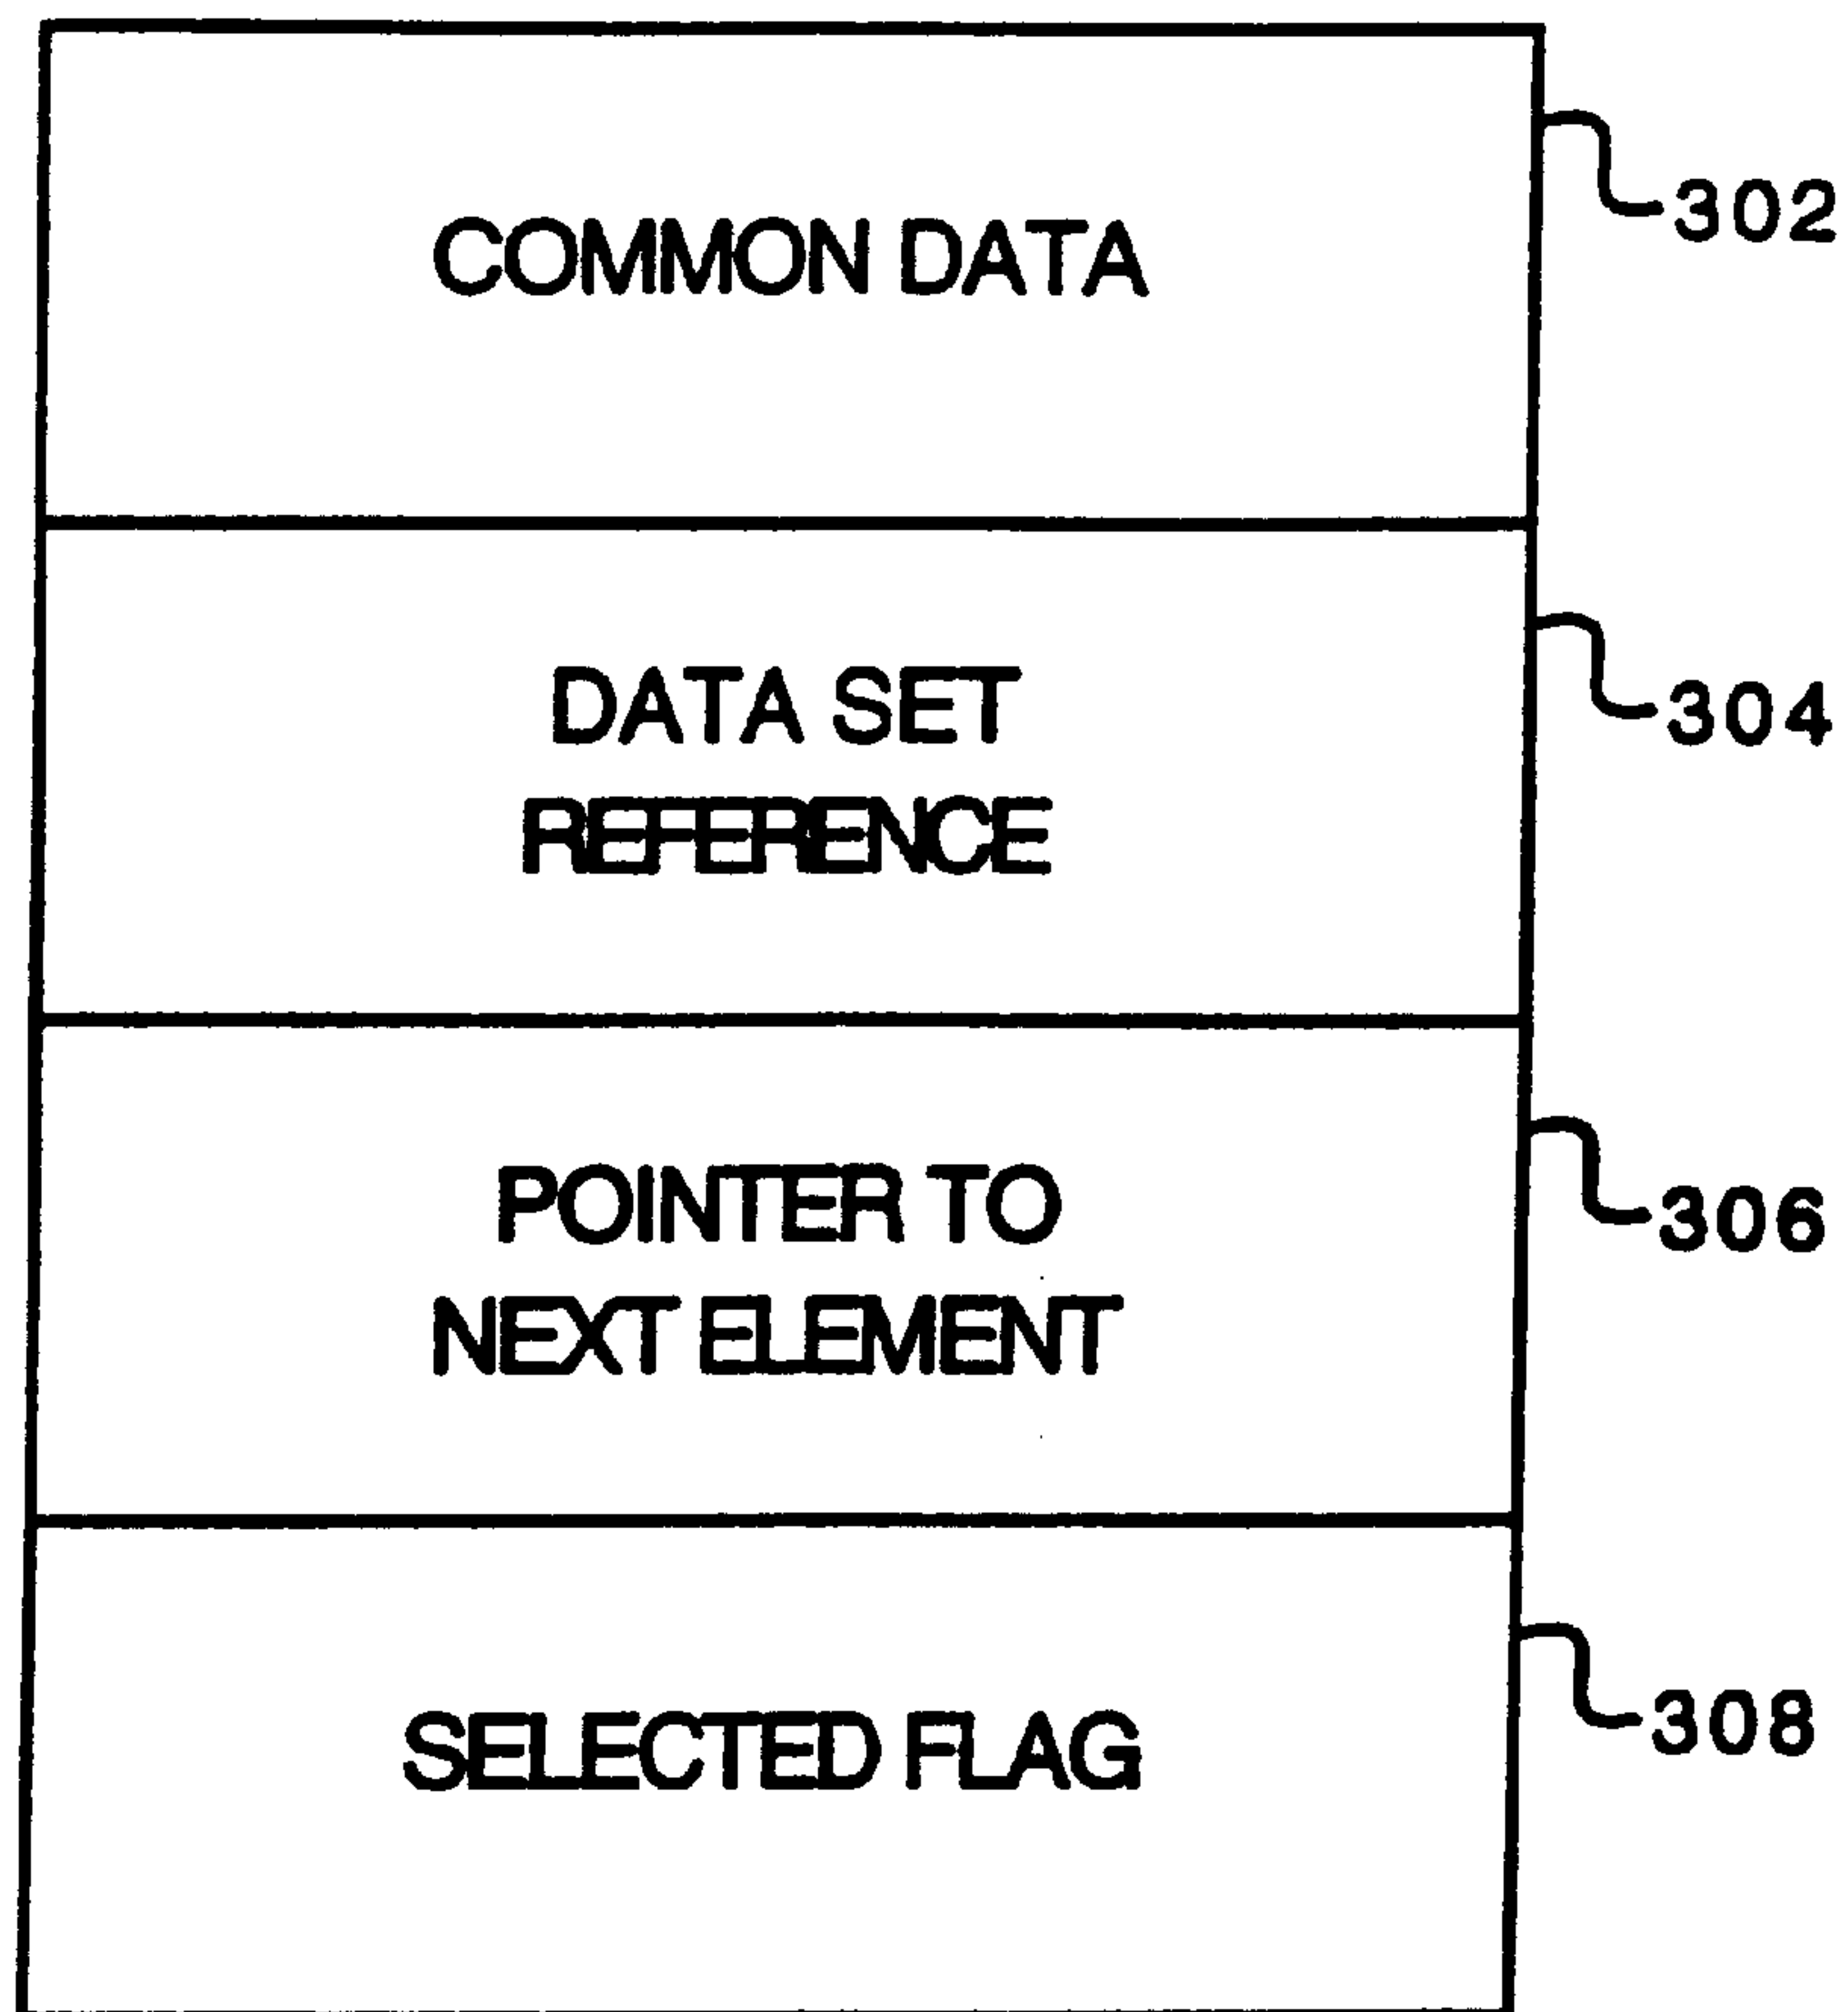 COMMON DATA
302
DATA SET
REFERENCE
304
POINTER TO
NEXT ELEMENT
306
SELECTED FLAG
308